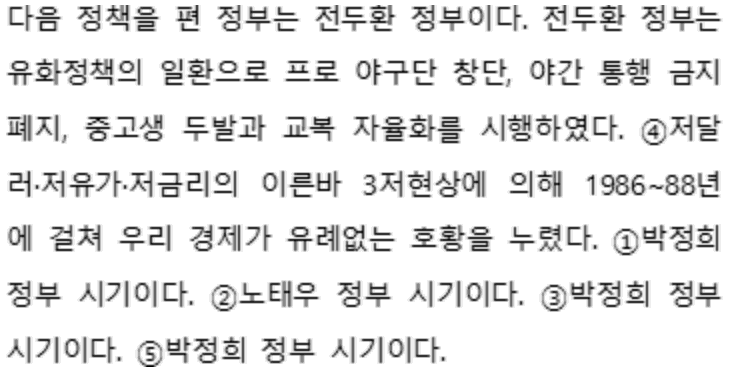 다음 정책을 편 정부는 전두환 정부이다. 전두환 정부는
유화정책의 일환으로 프로 야구단 창단, 야간 통행 금지
폐지, 중고생 두발과 교복 자율화를 시행하였다. ④저달
러·저유가·저금리의 이른바 3저현상에 의해 1986~88년
에 걸쳐 우리 경제가 유례없는 호황을 누렸다. ①박정희
정부 시기이다. ②노태우 정부 시기이다. ③박정희 정부
시기이다. ⑤박정희 정부 시기이다.